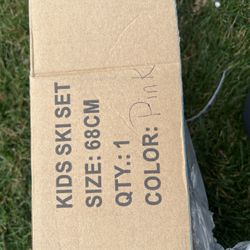 KIDS SKI SET
SIZE: 68CM
QTY.: 1
COLOR: Pink